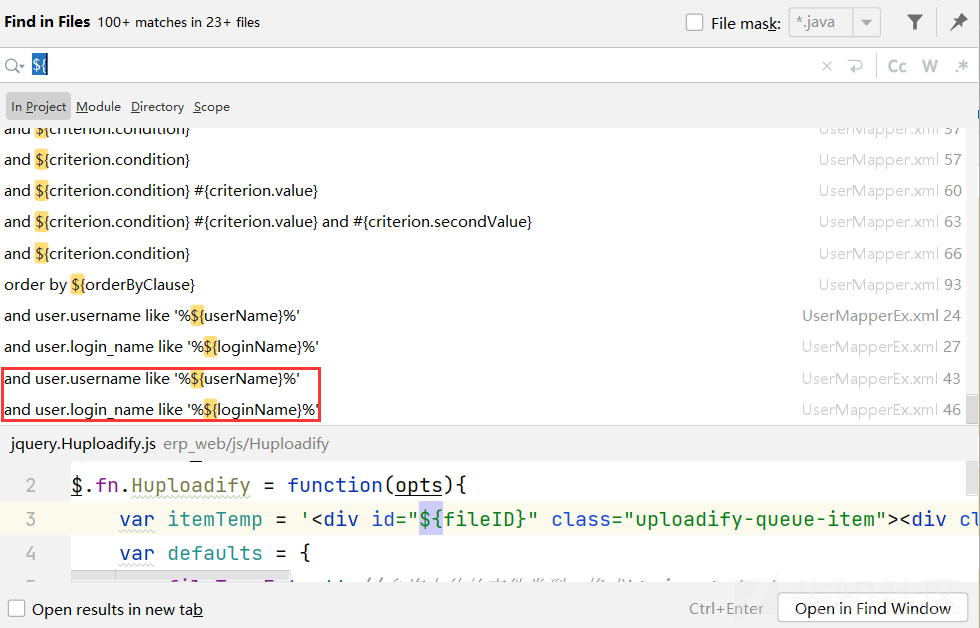 Find in Files 100+ matches in 23+ files File mask: *.java
${ Cc W .*
In Project Module Directory Scope
and ${criterion.condition} UserMapper.xml 57
and ${criterion.condition} UserMapper.xml 57
and ${criterion.condition} #{criterion.value} UserMapper.xml 60
and ${criterion.condition} #{criterion.value} and #{criterion.secondValue} UserMapper.xml 63
and ${criterion.condition} UserMapper.xml 66
order by ${orderByClause} UserMapper.xml 93
and user.username like '%${userName}%' UserMapperEx.xml 24
and user.login_name like '%${loginName}%' UserMapperEx.xml 27
and user.username like '%${userName}%' UserMapperEx.xml 43
and user.login_name like '%${loginName}%' UserMapperEx.xml 46
jquery.Huploadify.js erp_web/js/Huploadify
2 $.fn.Huploadify = function(opts){
3 var itemTemp = '<div id="${fileID}" class="uploadify-queue-item"><div cl
4 var defaults = {
Open results in new tab Ctrl+Enter Open in Find Window